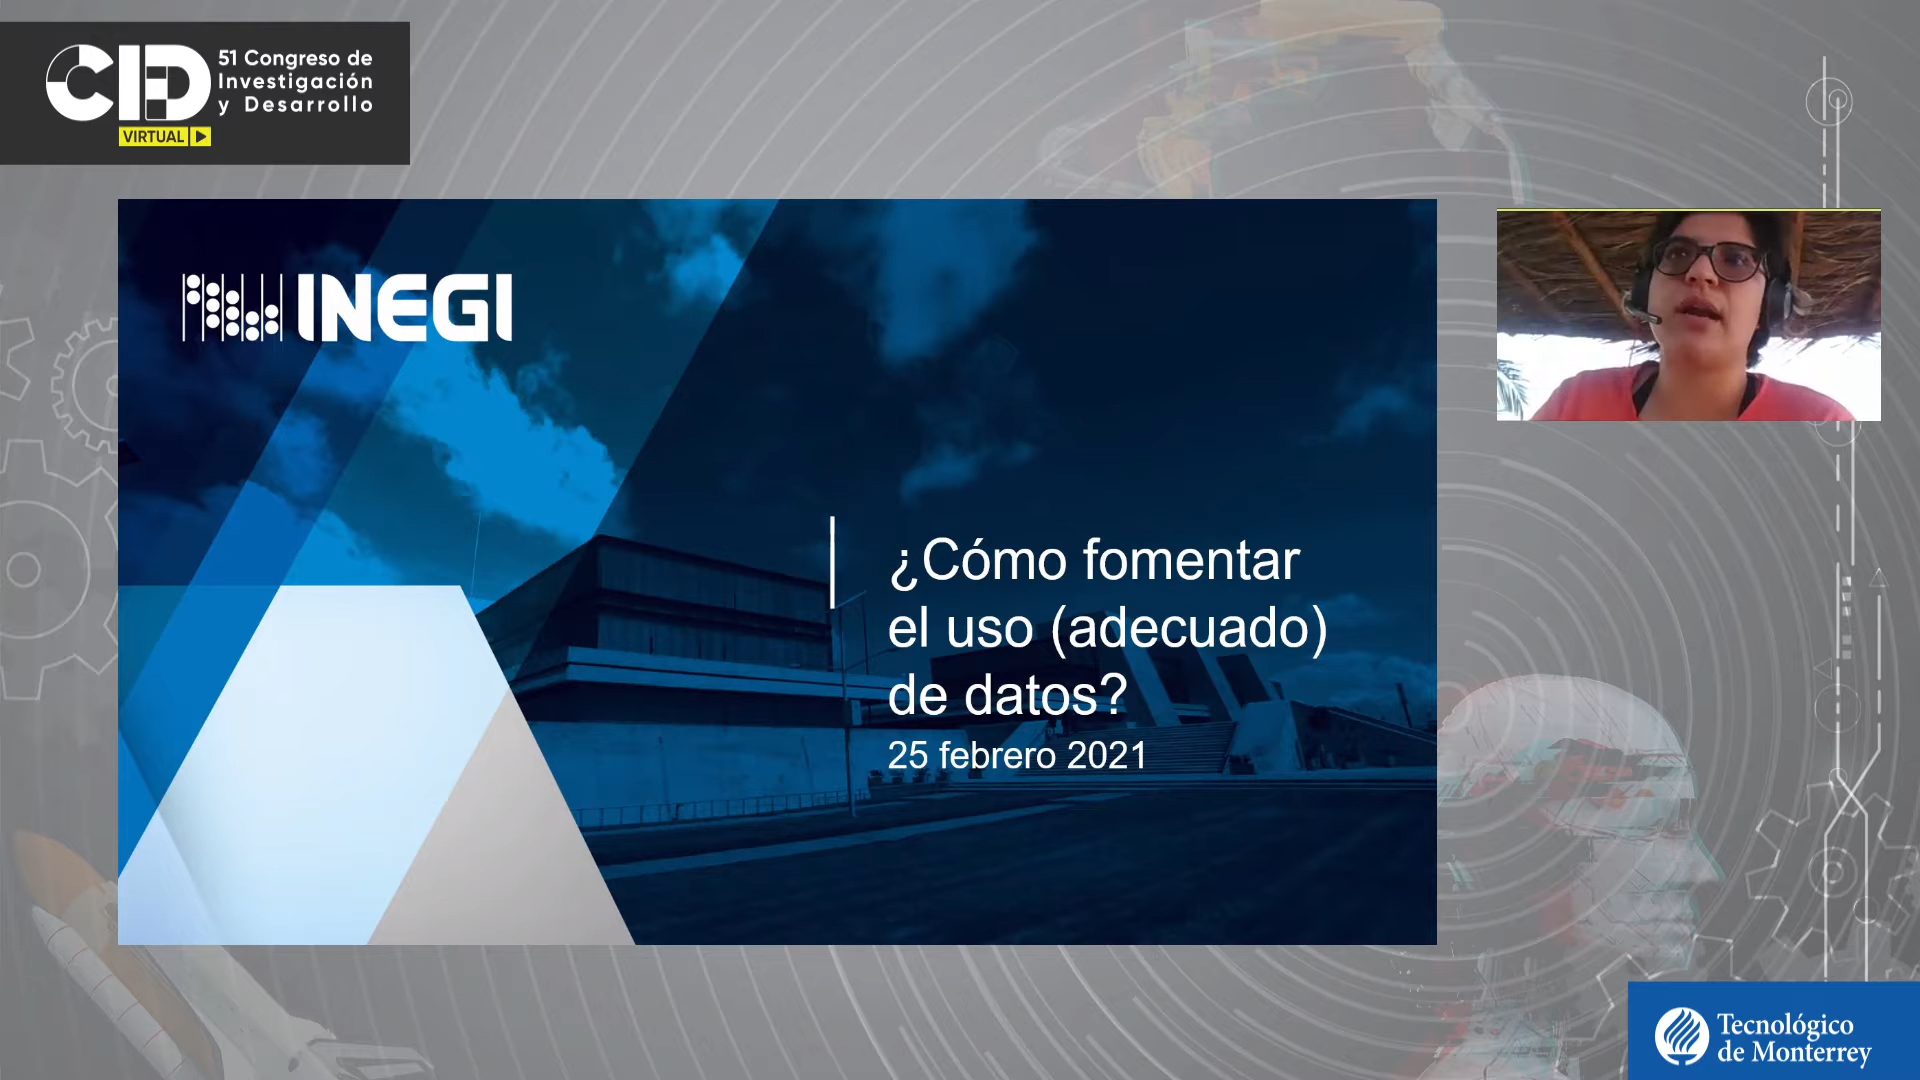 CID
51 Congreso de
Investigación
y Desarrollo
VIRTUAL
INEGI
¿Cómo fomentar
el uso (adecuado)
de datos?
25 febrero 2021
Tecnológico
de Monterrey